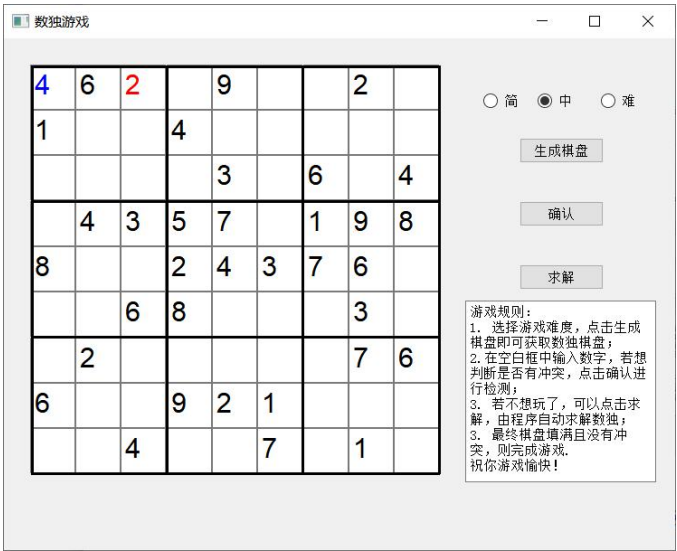 数独游戏
4 6 2 9 2
1 4
3 6 4
4 3 5 7 1 9 8
8 2 4 3 7 6
6 8 3
2 7 6
6 9 2 1
4 7 1
简 中 难
生成棋盘
确认
求解
游戏规则:
1. 选择游戏难度，点击生成
棋盘即可获取数独棋盘;
2.在空白框中输入数字，若想
判断是否有冲突，点击确认进
行检测;
3. 若不想玩了，可以点击求
解，由程序自动求解数独;
3. 最终棋盘填满且没有冲
突，则完成游戏.
祝你游戏愉快!